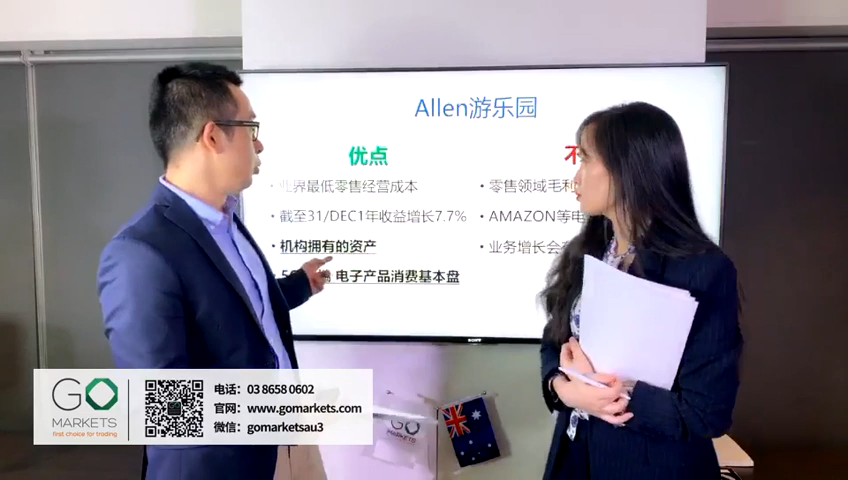 Allen游乐园
优点
不
界最低零售经营成本
截至31/DEC1年收益增长7.7%
机构拥有的资产
电子产品消费基本盘
零售领域毛利
AMAZON等电
业务增长会
SONY
GO
MARKETS
first choice for trading
电话：03 8658 0602
官网：www.gomarkets.com
微信：gomarketsau3
GO
MARKETS